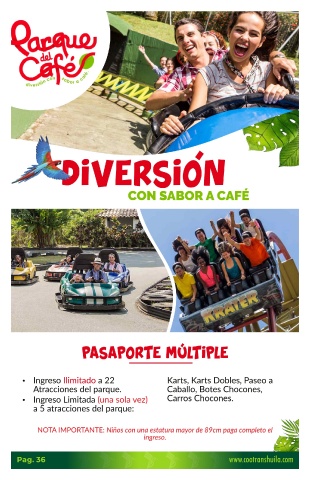 Parque
del
Café
diversión con sabor a café
DIVERSIÓN
CON SABOR A CAFÉ
KRATER
PASAPORTE MÚLTIPLE
• Ingreso Ilimitado a 22
Atracciones del parque.
• Ingreso Limitada (una sola vez)
a 5 atracciones del parque:
Karts, Karts Dobles, Paseo a
Caballo, Botes Chocones,
Carros Chocones.
NOTA IMPORTANTE: Niños con una estatura mayor de 89cm paga completo el
ingreso.
Pag. 36
www.cootranshuila.com